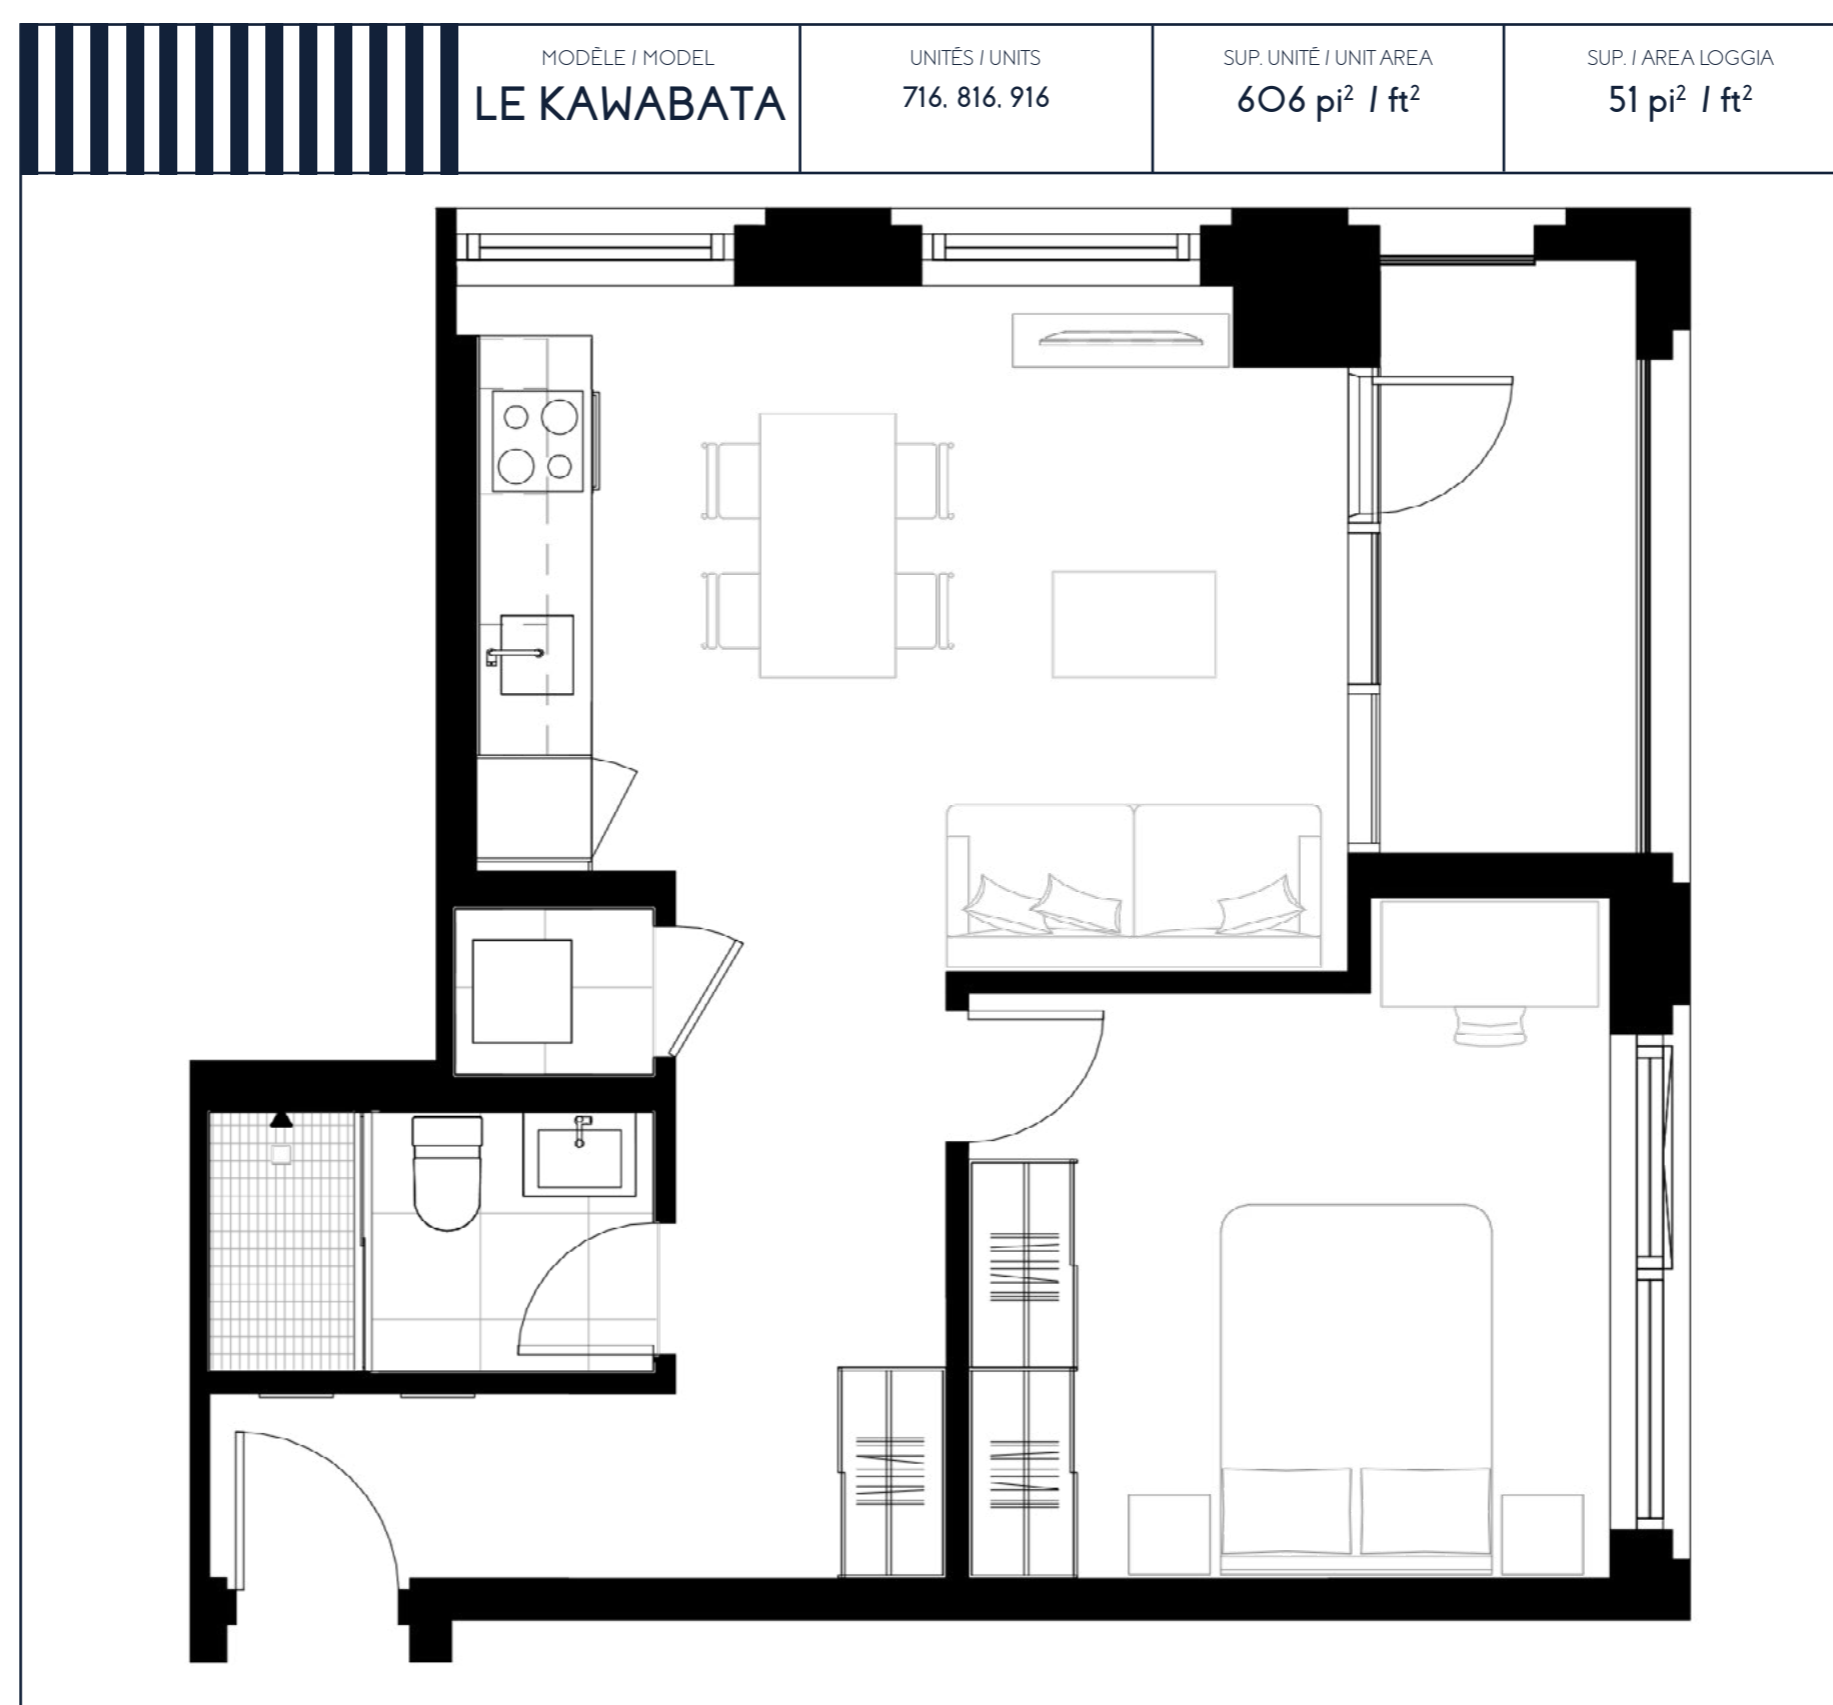 MODÈLE / MODEL
LE KAWABATA
UNITÉS / UNITS
716, 816, 916
SUP. UNITÉ / UNIT AREA
606 pi² / ft²
SUP. / AREA LOGGIA
51 pi² / ft²